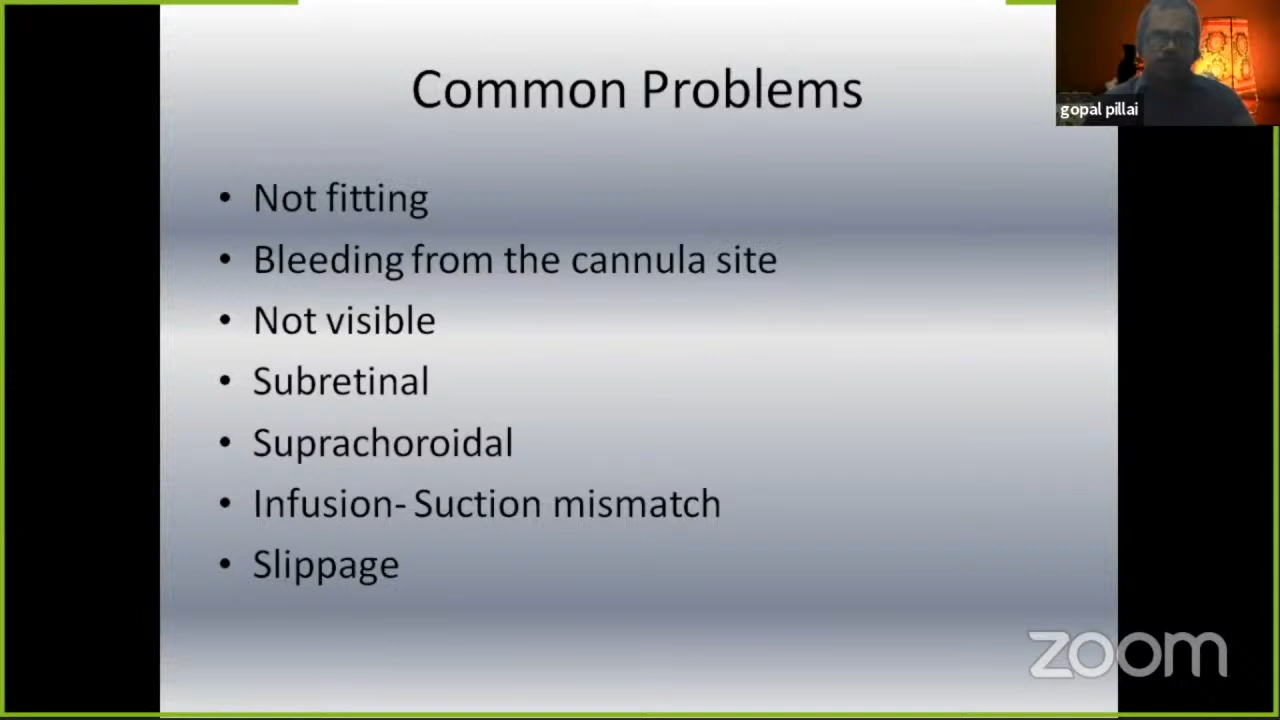 Common Problems
gopal pillai
• Not fitting
• Bleeding from the cannula site
• Not visible
• Subretinal
• Suprachoroidal
• Infusion- Suction mismatch
• Slippage
zoom